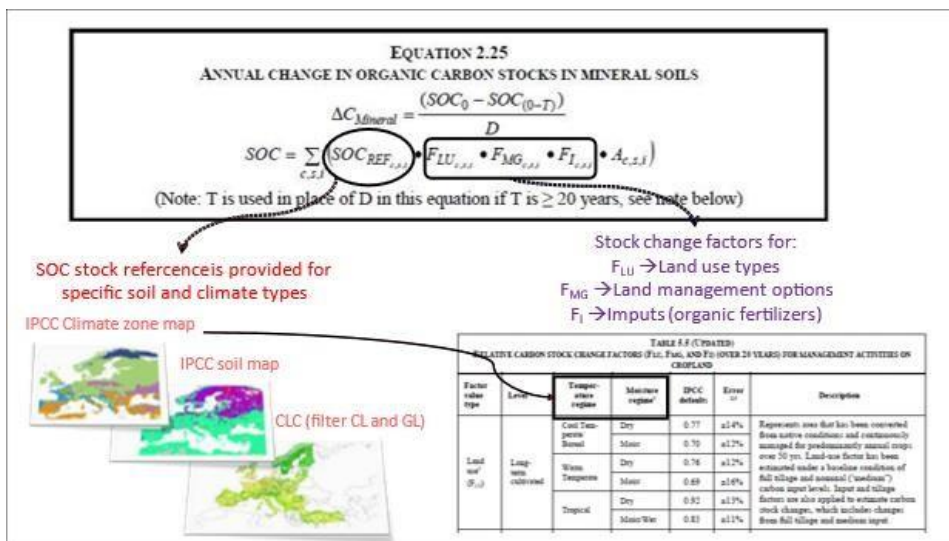 EQUATION 2.25
ANNUAL CHANGE IN ORGANIC CARBON STOCKS IN MINERAL SOILS
ΔC_Mineral = (SOC_0 − SOC_(0−T)) / D
SOC = Σ_c,s,i (SOC_REF_c,s,i • F_LU_c,s,i • F_MG_c,s,i • F_I_c,s,i • A_c,s,i)
(Note: T is used in place of D in this equation if T is ≥ 20 years, see note below)
SOC stock refercenceis provided for
specific soil and climate types
Stock change factors for:
F_LU →Land use types
F_MG →Land management options
F_I →Imputs (organic fertilizers)
IPCC Climate zone map
IPCC soil map
CLC (filter CL and GL)
TABLE 5.5 (UPDATED)
RELATIVE CARBON STOCK CHANGE FACTORS (FLU, FMG, AND FI) (OVER 20 YEARS) FOR MANAGEMENT ACTIVITIES ON
CROPLAND
Factor value type Level Temper-ature regime Moisture regime IPCC defaults Error Description
Land use (F_LU) Long-term cultivated
Cool Temperate/ Boreal Dry 0.77 ±14%
Moist 0.70 ±12%
Warm Temperate Dry 0.76 ±12%
Moist 0.69 ±16%
Tropical Dry 0.92 ±13%
Moist/Wet 0.83 ±11%
Represents area that has been converted
from native conditions and continuously
managed for predominantly annual crops
over 50 yrs. Land-use factor has been
estimated under a baseline condition of
full tillage and nominal ("medium")
carbon input levels. Input and tillage
factors are also applied to estimate carbon
stock changes, which includes changes
from full tillage and medium input.